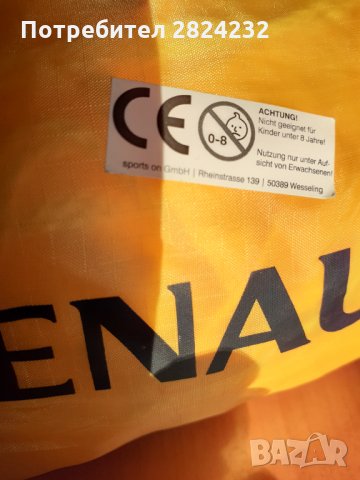 Потребител 2824232
CE
0-8
ACHTUNG!
Nicht geeignet für
Kinder unter 8 Jahre!
Nutzung nur unter Auf-
sicht von Erwachsenen!
sports on GmbH | Rheinstrasse 139 | 50389 Wesseling
ENAU
BAZAR